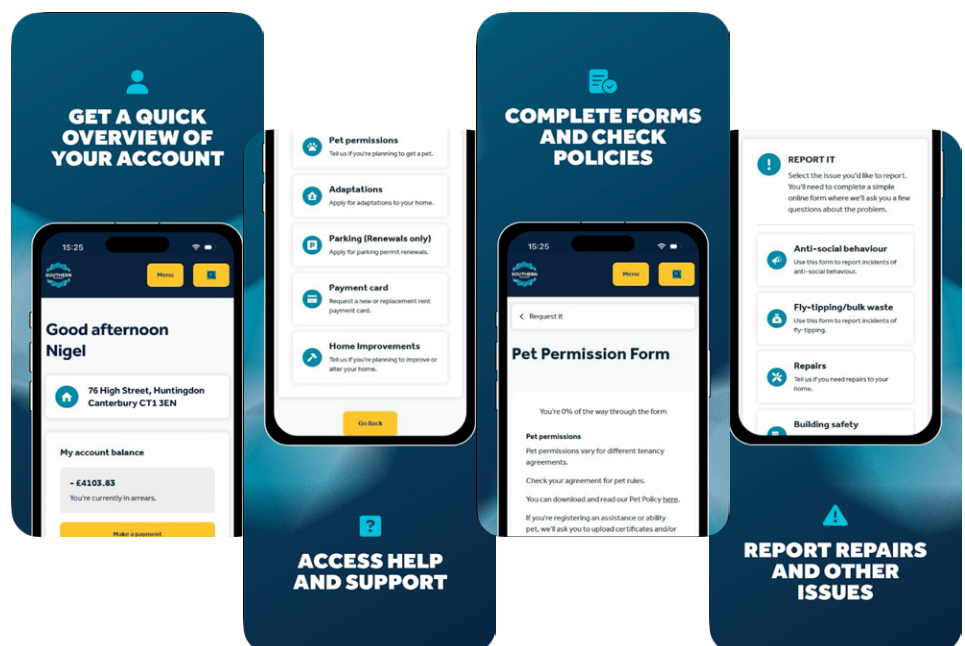 GET A QUICK
OVERVIEW OF
YOUR ACCOUNT
15:25
SOUTHERN
Menu
Good afternoon
Nigel
76 High Street, Huntingdon
Canterbury CT1 3EN
My account balance
- £4103.83
You're currently in arrears.
Make a payment
Pet permissions
Tell us if you're planning to get a pet.
Adaptations
Apply for adaptations to your home.
P
Parking (Renewals only)
Apply for parking permit renewals.
Payment card
Request a new or replacement rent
payment card.
Home Improvements
Tell us if you're planning to improve or
alter your home.
Go Back
?
ACCESS HELP
AND SUPPORT
COMPLETE FORMS
AND CHECK
POLICIES
15:25
SOUTHERN
Menu
< Request it
Pet Permission Form
You're 0% of the way through the form
Pet permissions
Pet permissions vary for different tenancy
agreements.
Check your agreement for pet rules.
You can download and read our Pet Policy here.
If you're registering an assistance or ability
pet, we'll ask you to upload certificates and/or
!
REPORT IT
Select the issue you'd like to report.
You'll need to complete a simple
online form where we'll ask you a few
questions about the problem.
Anti-social behaviour
Use this form to report incidents of
anti-social behaviour.
Fly-tipping/bulk waste
Use this form to report incidents of
fly-tipping.
Repairs
Tell us if you need repairs to your
home.
Building safety
REPORT REPAIRS
AND OTHER
ISSUES